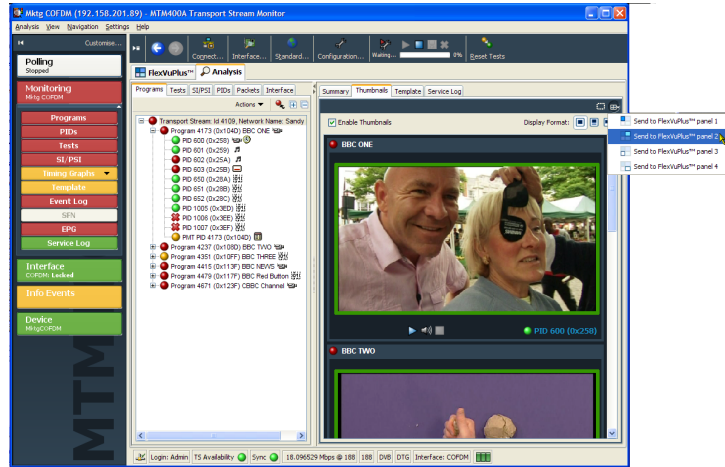 Mktg COFDM (192.158.201.89) - MTM400A Transport Stream Monitor
Analysis View Navigation Settings Help
Customise...
Polling
Stopped
Monitoring
Mktg COFDM
Programs
PIDs
Tests
SI/PSI
Timing Graphs
Template
Event Log
SFN
EPG
Service Log
Interface
COFDM: Locked
Info Events
Device
MktgCOFDM
MTM
Connect...
Interface...
Standard...
Configuration...
Waiting...
0%
Reset Tests
FlexVuPlus™ Analysis
Programs Tests SI/PSI PIDs Packets Interface
Actions
Transport Stream: Id 4109, Network Name: Sandy
Program 4173 (0x104D) BBC ONE
PID 600 (0x258)
PID 601 (0x259)
PID 602 (0x25A)
PID 603 (0x25B)
PID 650 (0x28A)
PID 651 (0x28B)
PID 652 (0x28C)
PID 1005 (0x3ED)
PID 1006 (0x3EE)
PID 1007 (0x3EF)
PMT PID 4173 (0x104D)
Program 4237 (0x108D) BBC TWO
Program 4351 (0x10FF) BBC THREE
Program 4415 (0x113F) BBC NEWS
Program 4479 (0x117F) BBC Red Button
Program 4671 (0x123F) CBBC Channel
Summary Thumbnails Template Service Log
Enable Thumbnails
Display Format:
BBC ONE
PID 600 (0x258)
BBC TWO
Send to FlexVuPlus™ panel 1
Send to FlexVuPlus™ panel 2
Send to FlexVuPlus™ panel 3
Send to FlexVuPlus™ panel 4
Login: Admin TS Availability Sync 18.096529 Mbps @ 188 188 DVB DTG Interface: COFDM